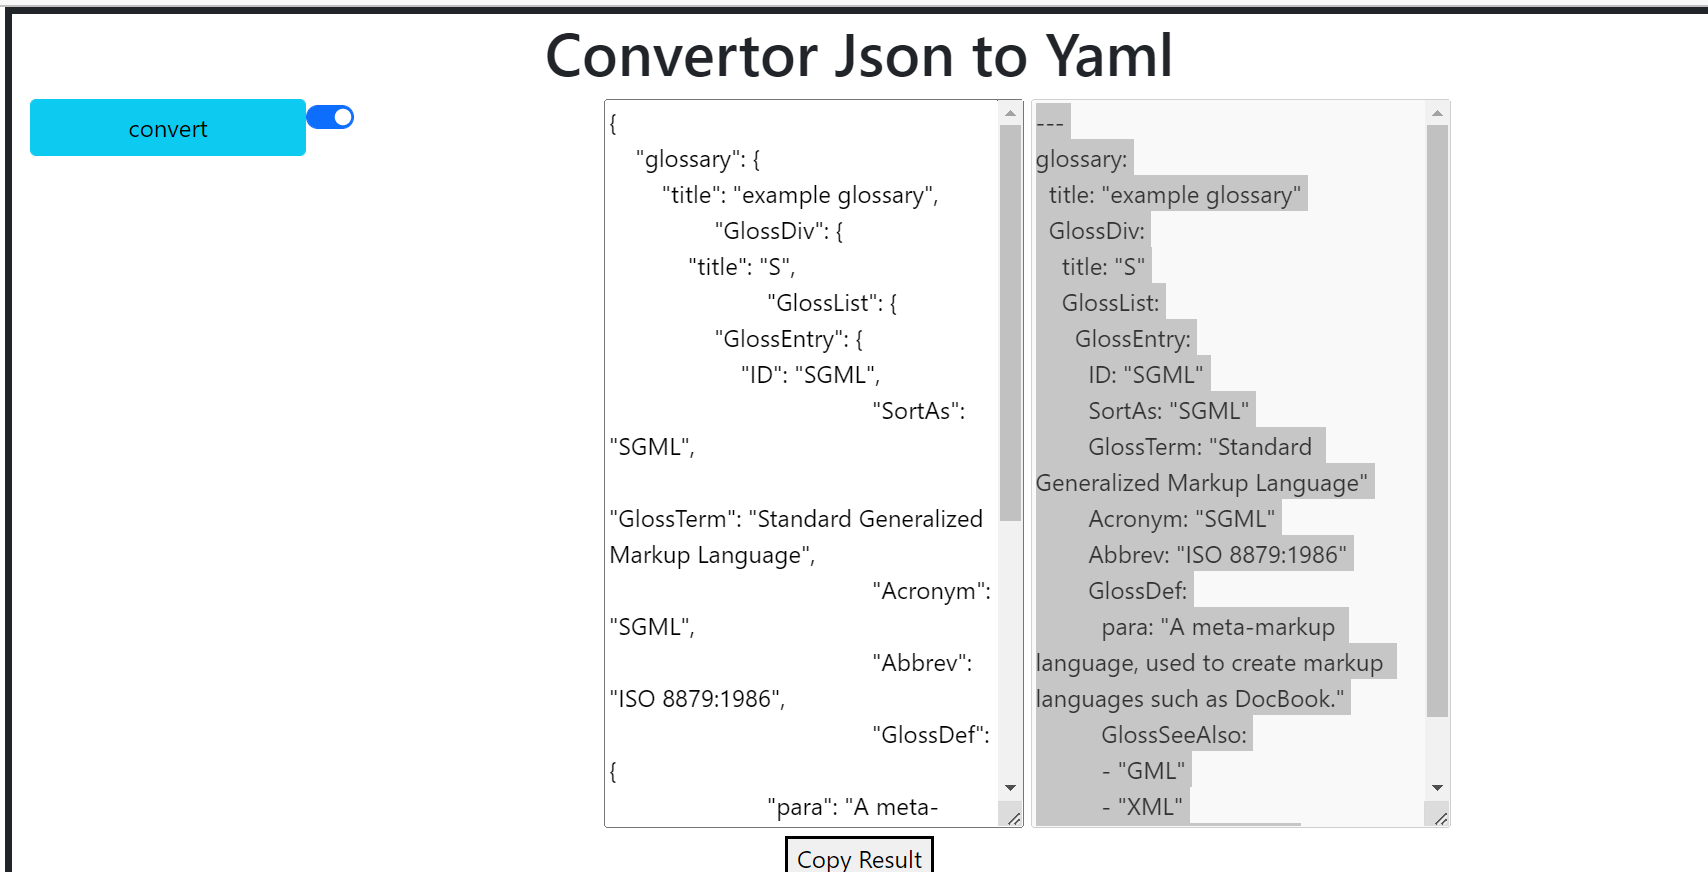 Convertor Json to Yaml
convert
{
"glossary": {
"title": "example glossary",
"GlossDiv": {
"title": "S",
"GlossList": {
"GlossEntry": {
"ID": "SGML",
"SortAs":
"SGML",
"GlossTerm": "Standard Generalized
Markup Language",
"Acronym":
"SGML",
"Abbrev":
"ISO 8879:1986",
"GlossDef":
{
"para": "A meta-
---
glossary:
title: "example glossary"
GlossDiv:
title: "S"
GlossList:
GlossEntry:
ID: "SGML"
SortAs: "SGML"
GlossTerm: "Standard
Generalized Markup Language"
Acronym: "SGML"
Abbrev: "ISO 8879:1986"
GlossDef:
para: "A meta-markup
language, used to create markup
languages such as DocBook."
GlossSeeAlso:
- "GML"
- "XML"
Copy Result